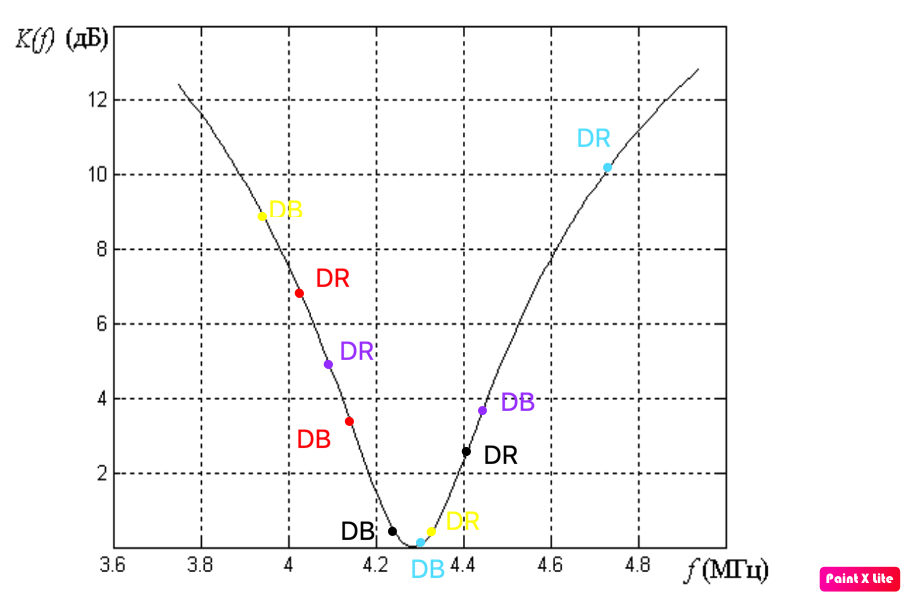 K(f) (дБ)
12
DR
10
DB
8
DR
6
DR
4
DB
DB
DR
2
DB
DR
3.6 3.8 4 4.2 4.4 4.6 4.8 f (МГц)
DB
Paint X Lite